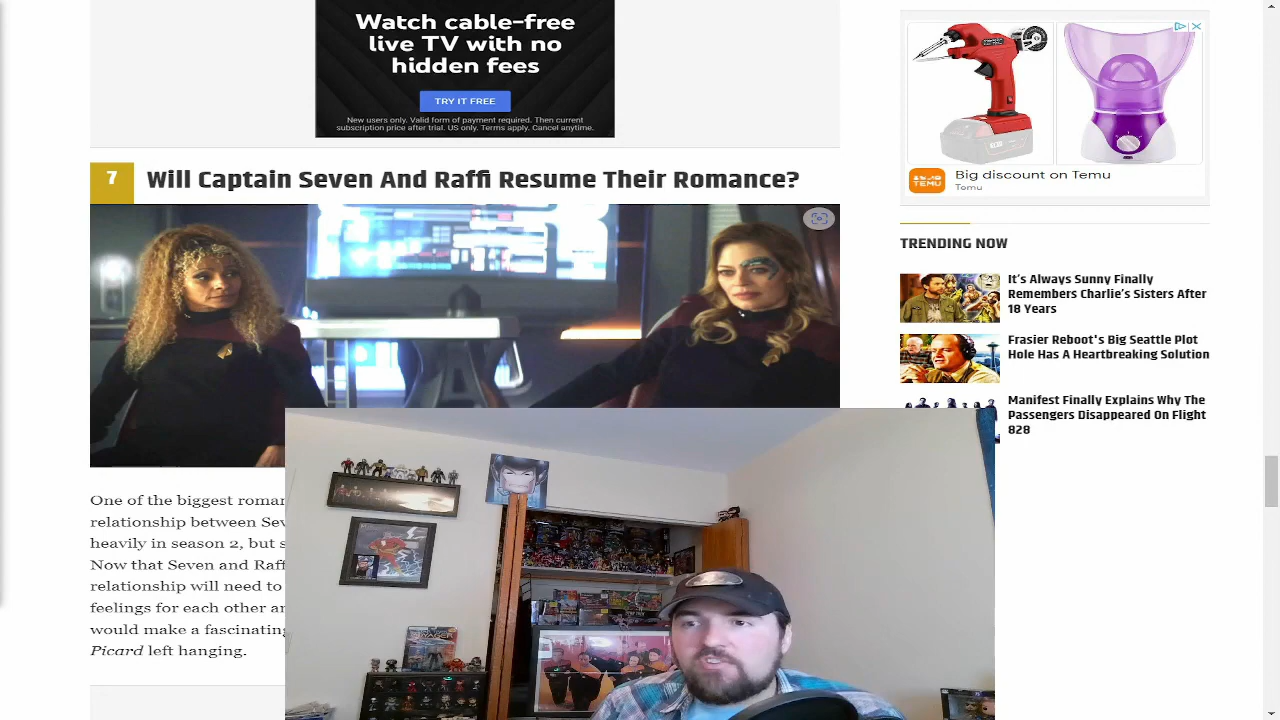 Watch cable-free
live TV with no
hidden fees
TRY IT FREE
New users only. Valid form of payment required. Then current
subscription price after trial. US only. Terms apply. Cancel anytime.
7
Will Captain Seven And Raffi Resume Their Romance?
One of the biggest roman
relationship between Sev
heavily in season 2, but s
Now that Seven and Raff
relationship will need to
feelings for each other an
would make a fascinating
Picard left hanging.
TEMU
Big discount on Temu
Temu
TRENDING NOW
It's Always Sunny Finally
Remembers Charlie's Sisters After
18 Years
Frasier Reboot's Big Seattle Plot
Hole Has A Heartbreaking Solution
Manifest Finally Explains Why The
Passengers Disappeared On Flight
828
VOYAGER